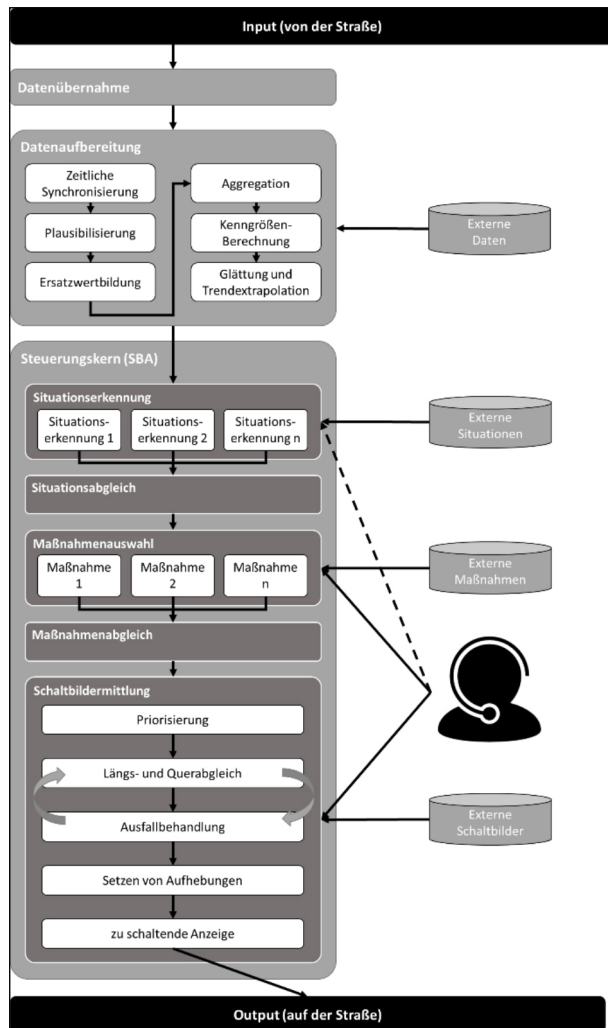 Input (von der Straße)
Datenübernahme
Datenaufbereitung
Zeitliche
Synchronisierung
Plausibilisierung
Ersatzwertbildung
Aggregation
Kenngrößen-
Berechnung
Glättung und
Trendextrapolation
Externe
Daten
Steuerungskern (SBA)
Situationserkennung
Situations-
erkennung 1
Situations-
erkennung 2
Situations-
erkennung n
Externe
Situationen
Situationsabgleich
Maßnahmenauswahl
Maßnahme
1
Maßnahme
2
Maßnahme
n
Externe
Maßnahmen
Maßnahmenabgleich
Schaltbildermittlung
Priorisierung
Längs- und Querabgleich
Ausfallbehandlung
Setzen von Aufhebungen
zu schaltende Anzeige
Externe
Schaltbilder
Output (auf der Straße)